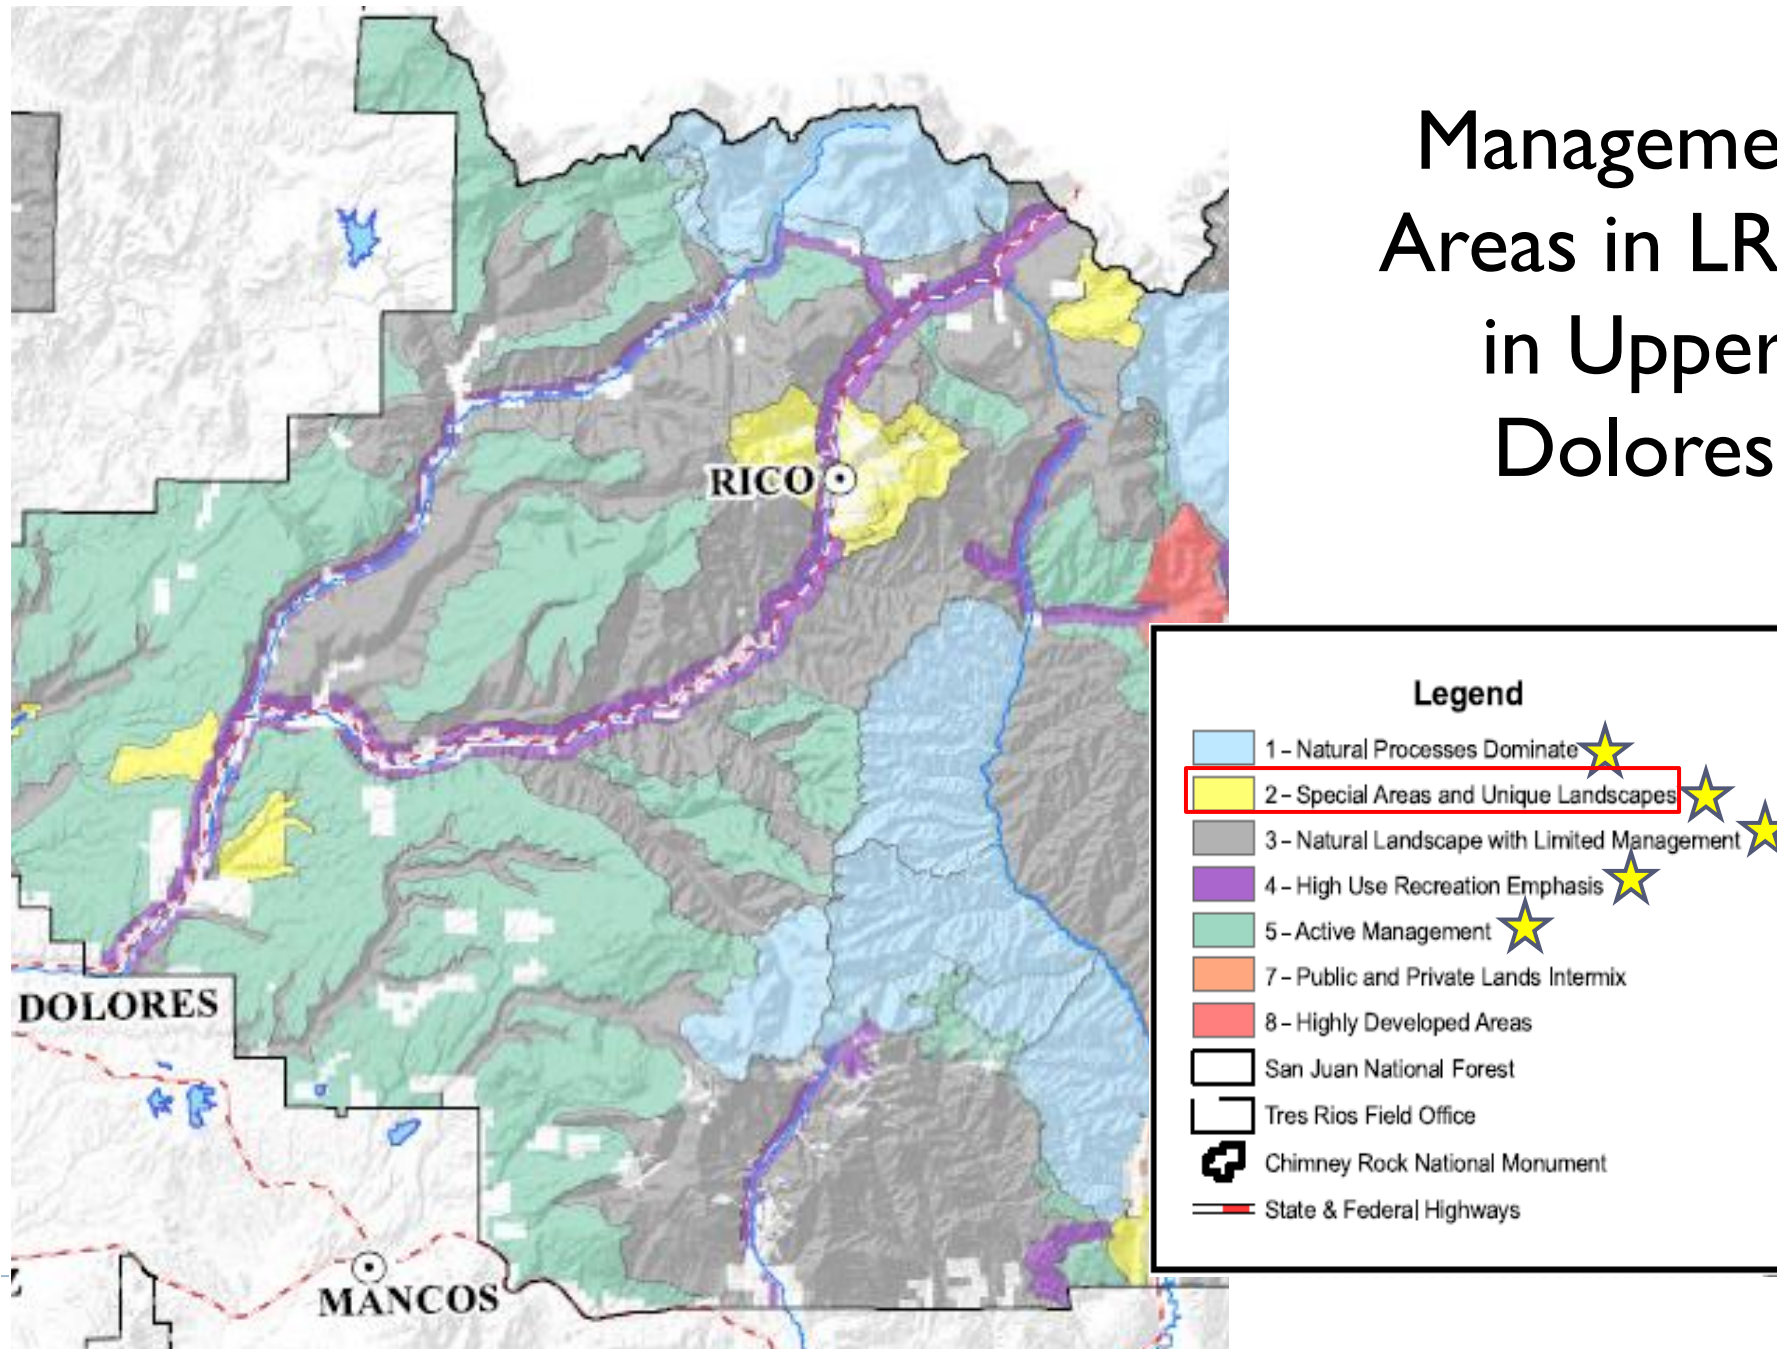 Manageme
Areas in LR
in Upper
Dolores
RICO
DOLORES
MANCOS
Legend
1 – Natural Processes Dominate
2 – Special Areas and Unique Landscapes
3 – Natural Landscape with Limited Management
4 – High Use Recreation Emphasis
5 – Active Management
7 – Public and Private Lands Intermix
8 – Highly Developed Areas
San Juan National Forest
Tres Rios Field Office
Chimney Rock National Monument
State & Federal Highways